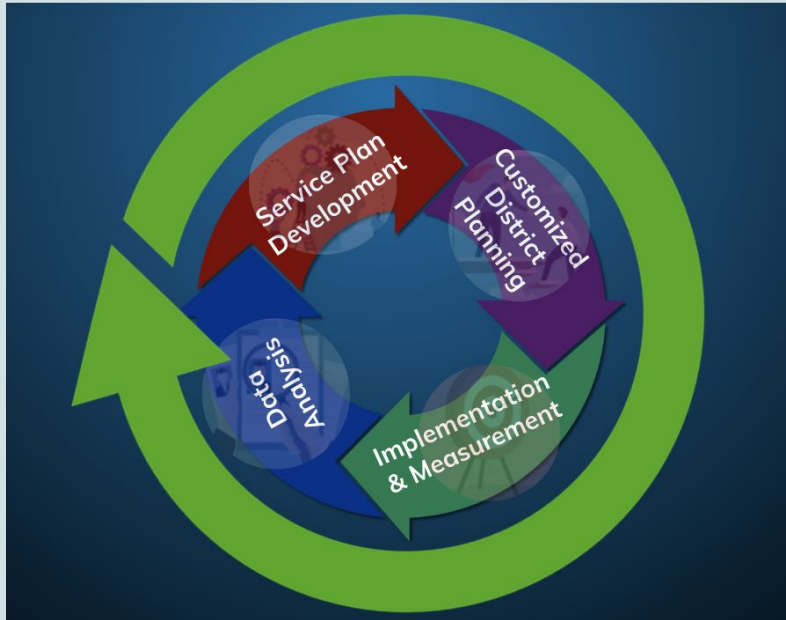 Service Plan
Development
Customized
District
Planning
Implementation
& Measurement
Data
Analysis